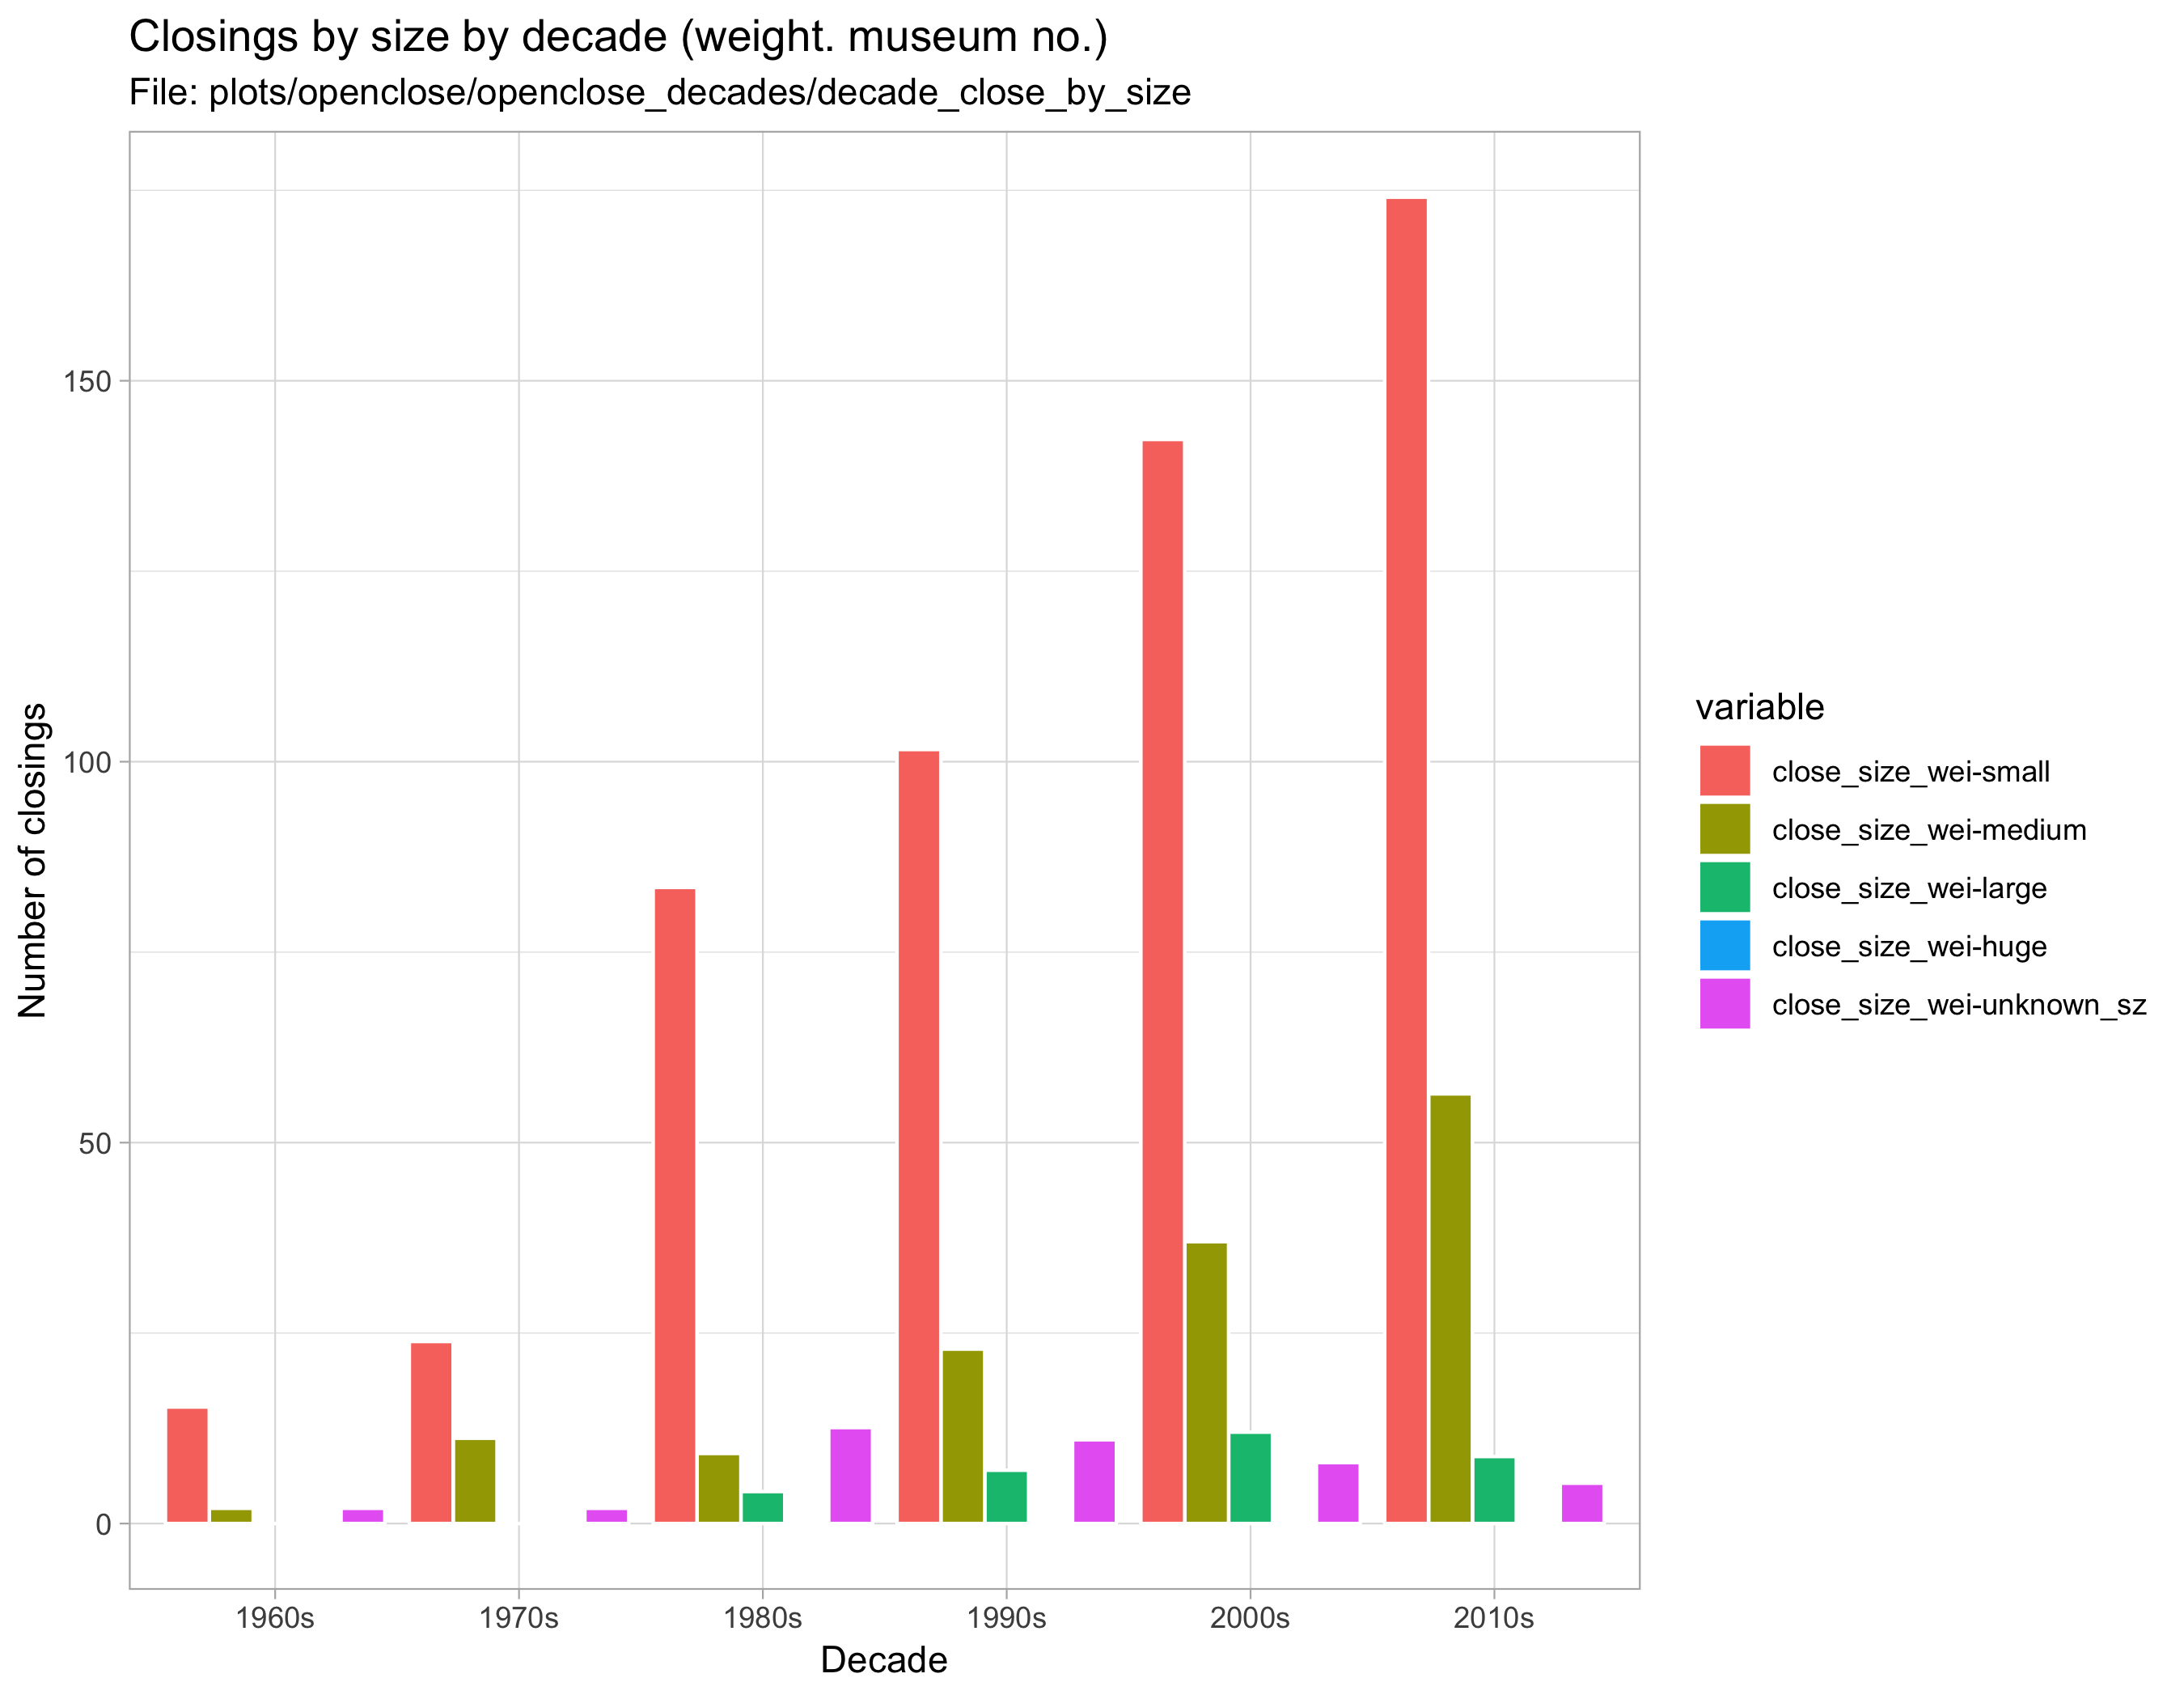 Closings by size by decade (weight. museum no.)
File: plots/openclose/openclose_decades/decade_close_by_size
Number of closings
150
100
50
0
1960s 1970s 1980s 1990s 2000s 2010s
Decade
variable
close_size_wei-small
close_size_wei-medium
close_size_wei-large
close_size_wei-huge
close_size_wei-unknown_sz